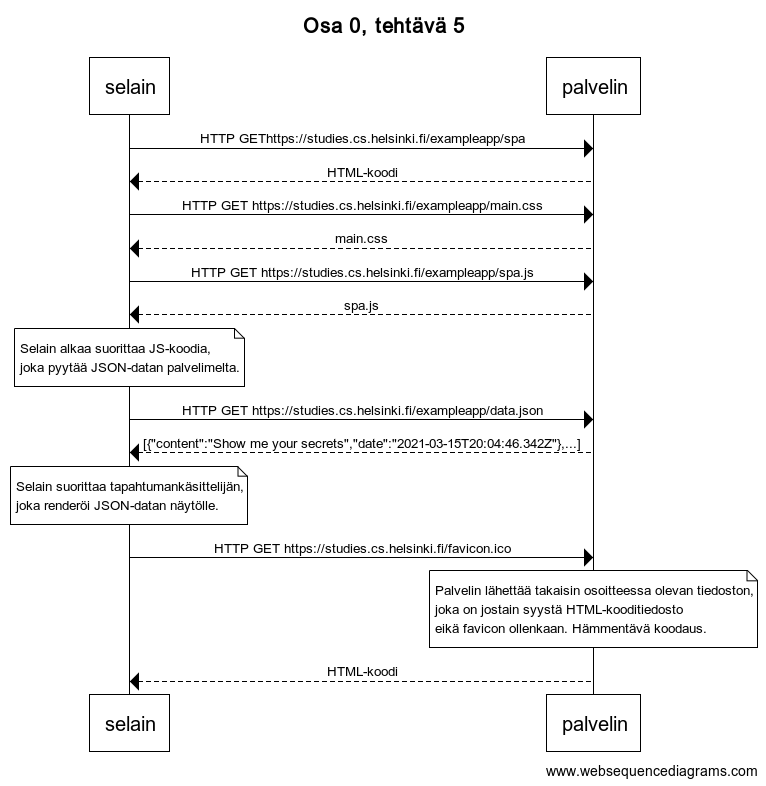 Osa 0, tehtävä 5
selain
palvelin
HTTP GEThttps://studies.cs.helsinki.fi/exampleapp/spa
HTML-koodi
HTTP GET https://studies.cs.helsinki.fi/exampleapp/main.css
main.css
HTTP GET https://studies.cs.helsinki.fi/exampleapp/spa.js
spa.js
Selain alkaa suorittaa JS-koodia,
joka pyytää JSON-datan palvelimelta.
HTTP GET https://studies.cs.helsinki.fi/exampleapp/data.json
[{"content":"Show me your secrets","date":"2021-03-15T20:04:46.342Z"},...]
Selain suorittaa tapahtumankäsittelijän,
joka renderöi JSON-datan näytölle.
HTTP GET https://studies.cs.helsinki.fi/favicon.ico
Palvelin lähettää takaisin osoitteessa olevan tiedoston,
joka on jostain syystä HTML-kooditiedosto
eikä favicon ollenkaan. Hämmentävä koodaus.
HTML-koodi
selain
palvelin
www.websequencediagrams.com